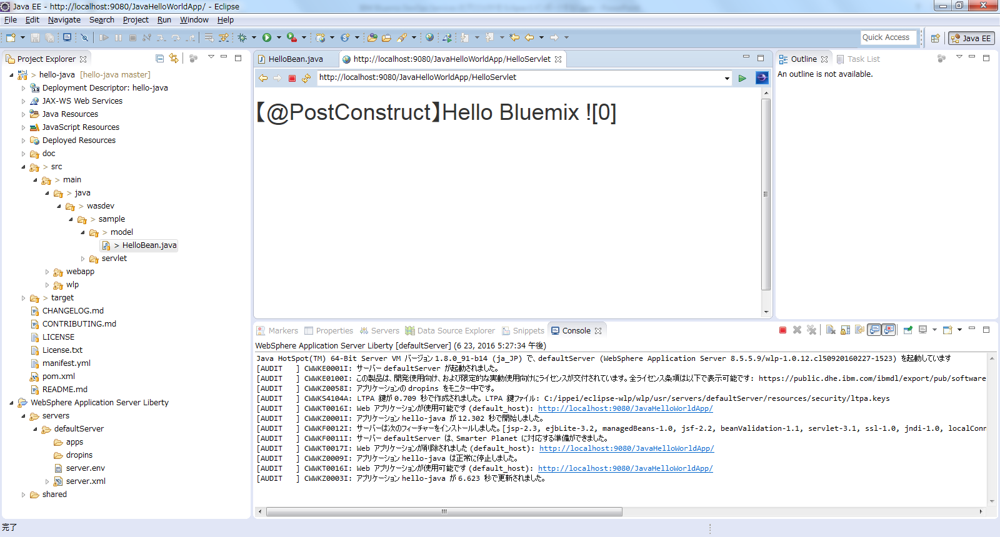 Java EE - http://localhost:9080/JavaHelloWorldApp/ - Eclipse
File Edit Navigate Search Project Run Window Help
Quick Access
Java EE
Project Explorer
> hello-java [hello-java master]
Deployment Descriptor: hello-java
JAX-WS Web Services
Java Resources
JavaScript Resources
Deployed Resources
doc
> src
> main
> java
> wasdev
> sample
> model
> HelloBean.java
servlet
webapp
wlp
> target
CHANGELOG.md
CONTRIBUTING.md
LICENSE
License.txt
manifest.yml
pom.xml
README.md
WebSphere Application Server Liberty
servers
defaultServer
apps
dropins
server.env
server.xml
shared
HelloBean.java
http://localhost:9080/JavaHelloWorldApp/HelloServlet
http://localhost:9080/JavaHelloWorldApp/HelloServlet
【@PostConstruct】Hello Bluemix ![0]
Outline
Task List
An outline is not available.
Markers Properties Servers Data Source Explorer Snippets Console
WebSphere Application Server Liberty [defaultServer] (6 23, 2016 5:27:34 午後)
Java HotSpot(TM) 64-Bit Server VM バージョン 1.8.0_91-b14 (ja_JP) で、defaultServer (WebSphere Application Server 8.5.5.9/wlp-1.0.12.cl50920160227-1523) を起動しています
[AUDIT ] CWWKE0001I: サーバー defaultServer が起動されました。
[AUDIT ] CWWKE0100I: この製品は、開発使用向け、および限定的な実動使用向けにライセンスが交付されています。全ライセンス条項は以下で表示可能です: https://public.dhe.ibm.com/ibmdl/export/pub/software
[AUDIT ] CWWKZ0058I: アプリケーションの dropins をモニター中です。
[AUDIT ] CWWKS4104A: LTPA 鍵が 0.709 秒で作成されました。LTPA 鍵ファイル: C:/ippei/eclipse-wlp/wlp/usr/servers/defaultServer/resources/security/ltpa.keys
[AUDIT ] CWWKT0016I: Web アプリケーションが使用可能です (default_host): http://localhost:9080/JavaHelloWorldApp/
[AUDIT ] CWWKZ0001I: アプリケーション hello-java が 12.302 秒で開始しました。
[AUDIT ] CWWKF0012I: サーバーは次のフィーチャーをインストールしました。[jsp-2.3, ejbLite-3.2, managedBeans-1.0, jsf-2.2, beanValidation-1.1, servlet-3.1, ssl-1.0, jndi-1.0, localConn
[AUDIT ] CWWKF0011I: サーバー defaultServer は、Smarter Planet に対応する準備ができました。
[AUDIT ] CWWKT0017I: Web アプリケーションが削除されました (default_host): http://localhost:9080/JavaHelloWorldApp/
[AUDIT ] CWWKZ0009I: アプリケーション hello-java は正常に停止しました。
[AUDIT ] CWWKT0016I: Web アプリケーションが使用可能です (default_host): http://localhost:9080/JavaHelloWorldApp/
[AUDIT ] CWWKZ0003I: アプリケーション hello-java が 6.623 秒で更新されました。
完了